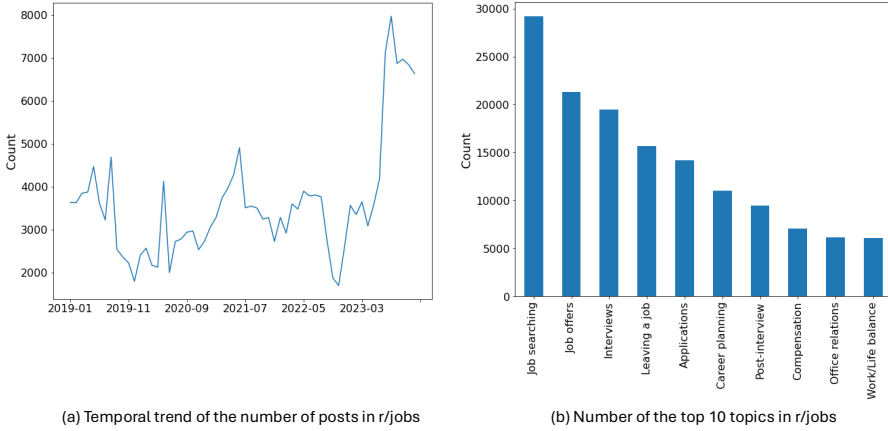 8000
7000
6000
5000
4000
3000
2000
Count
2019-01 2019-11 2020-09 2021-07 2022-05 2023-03
(a) Temporal trend of the number of posts in r/jobs
30000
25000
20000
15000
10000
5000
0
Count
Job searching
Job offers
Interviews
Leaving a job
Applications
Career planning
Post-interview
Compensation
Office relations
Work/Life balance
(b) Number of the top 10 topics in r/jobs